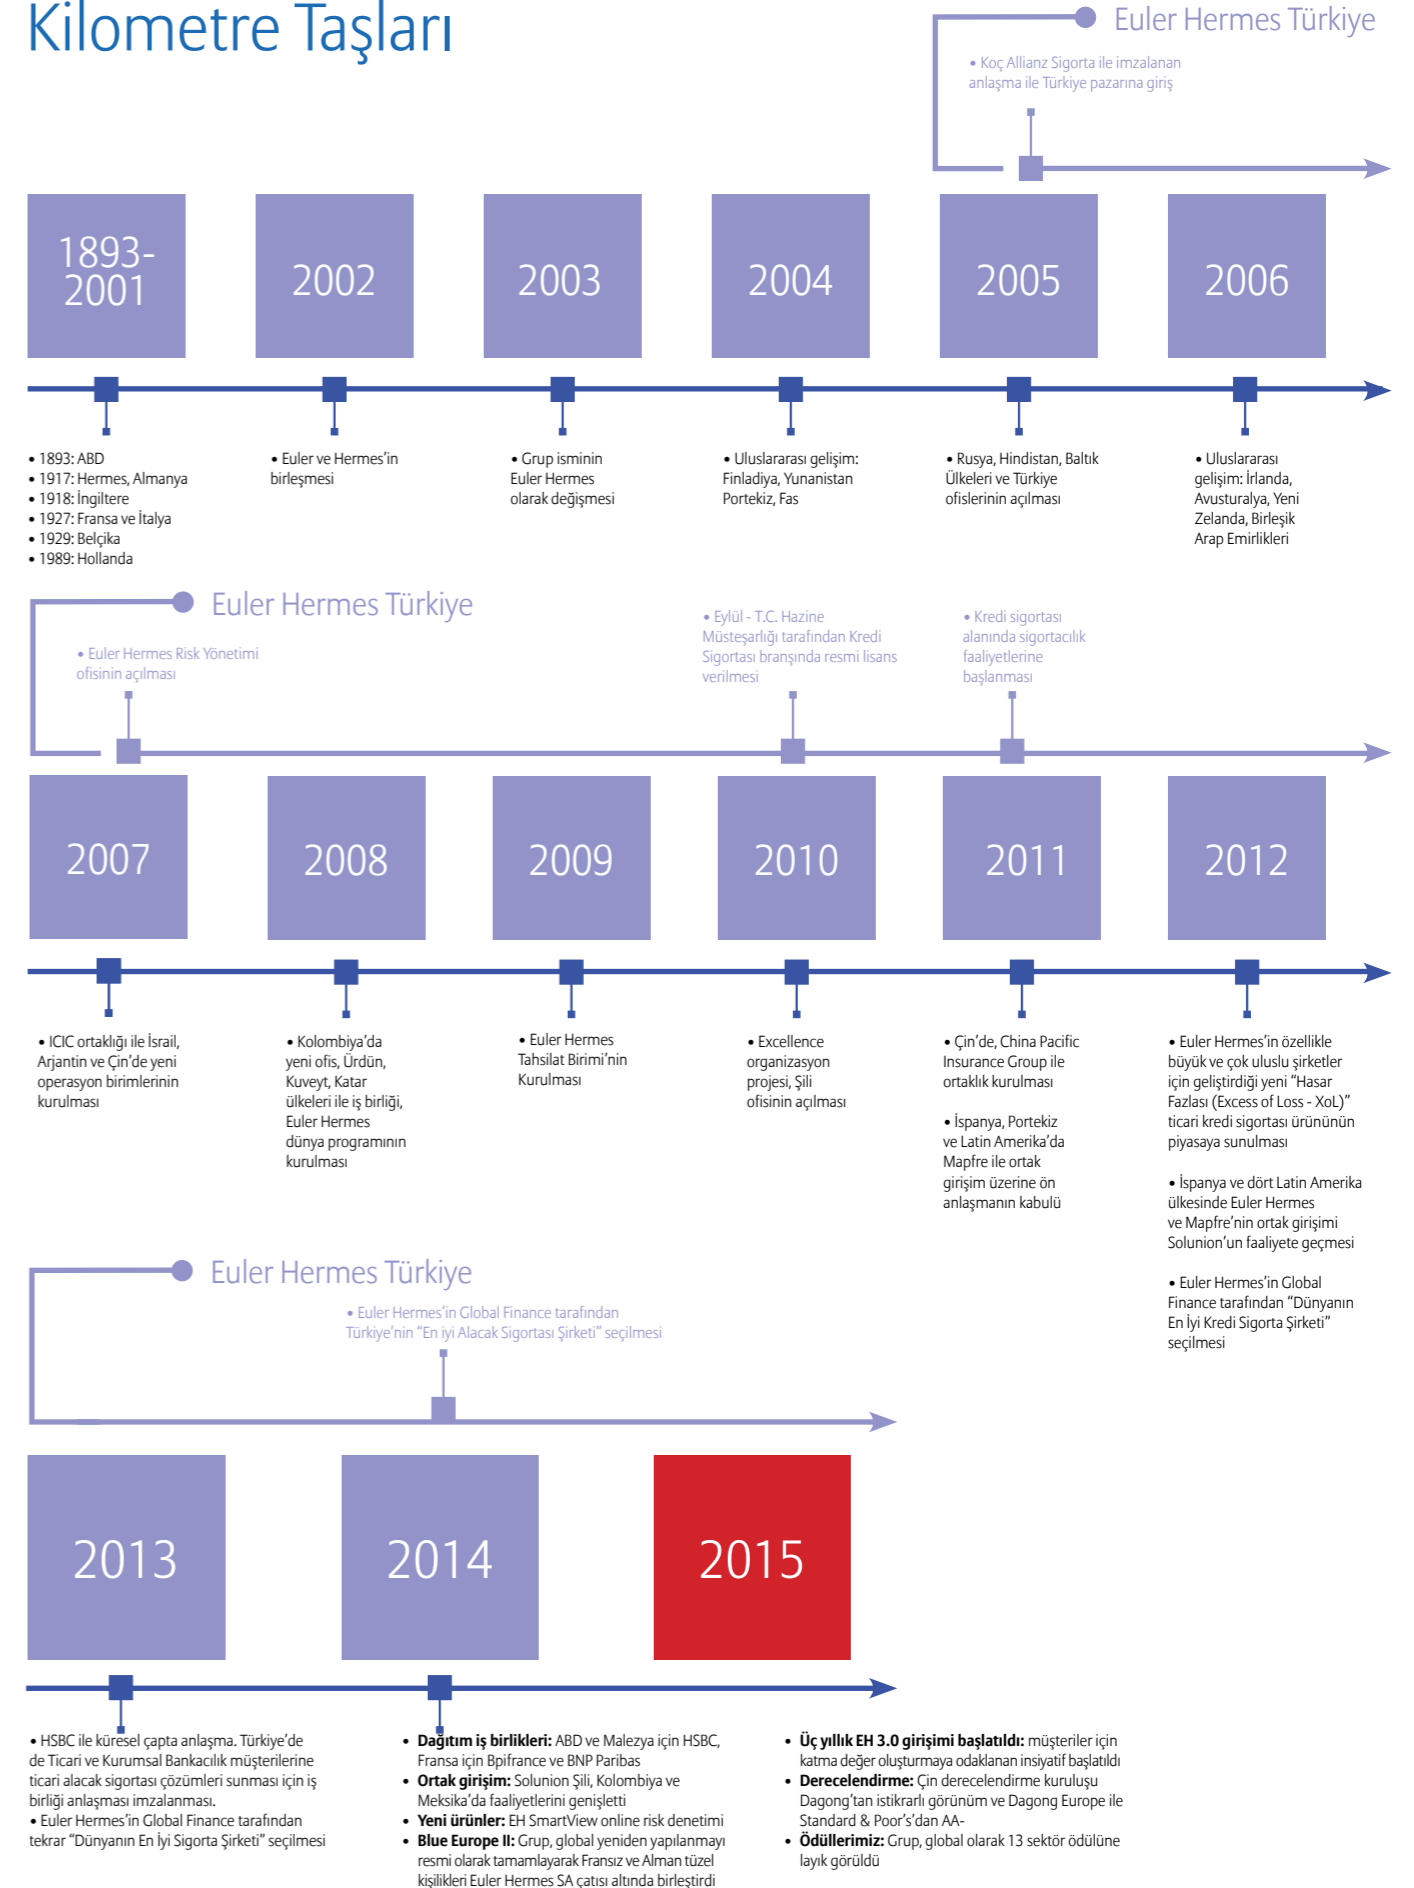 Kilometre Taşları
Euler Hermes Türkiye
• Koç Allianz Sigorta ile imzalanan
anlaşma ile Türkiye pazarına giriş
1893-
2001
2002
2003
2004
2005
2006
• 1893: ABD
• 1917: Hermes, Almanya
• 1918: İngiltere
• 1927: Fransa ve İtalya
• 1929: Belçika
• 1989: Hollanda
• Euler ve Hermes'in
birleşmesi
• Grup isminin
Euler Hermes
olarak değişmesi
• Uluslararası gelişim:
Finladiya, Yunanistan
Portekiz, Fas
• Rusya, Hindistan, Baltık
Ülkeleri ve Türkiye
ofislerinin açılması
• Uluslararası
gelişim: İrlanda,
Avusturalya, Yeni
Zelanda, Birleşik
Arap Emirlikleri
Euler Hermes Türkiye
• Euler Hermes Risk Yönetimi
ofisinin açılması
• Eylül - T.C. Hazine
Müsteşarlığı tarafından Kredi
Sigortası branşında resmi lisans
verilmesi
• Kredi sigortası
alanında sigortacılık
faaliyetlerine
başlanması
2007
2008
2009
2010
2011
2012
• ICIC ortaklığı ile İsrail,
Arjantin ve Çin'de yeni
operasyon birimlerinin
kurulması
• Kolombiya'da
yeni ofis, Ürdün,
Kuveyt, Katar
ülkeleri ile iş birliği,
Euler Hermes
dünya programının
kurulması
• Euler Hermes
Tahsilat Birimi'nin
Kurulması
• Excellence
organizasyon
projesi, Şili
ofisinin açılması
• Çin'de, China Pacific
Insurance Group ile
ortaklık kurulması
• İspanya, Portekiz
ve Latin Amerika'da
Mapfre ile ortak
girişim üzerine ön
anlaşmanın kabulü
• Euler Hermes'in özellikle
büyük ve çok uluslu şirketler
için geliştirdiği yeni "Hasar
Fazlası (Excess of Loss - XoL)"
ticari kredi sigortası ürününün
piyasaya sunulması
• İspanya ve dört Latin Amerika
ülkesinde Euler Hermes
ve Mapfre'nin ortak girişimi
Solunion'un faaliyete geçmesi
• Euler Hermes'in Global
Finance tarafından "Dünyanın
En İyi Kredi Sigorta Şirketi"
seçilmesi
Euler Hermes Türkiye
• Euler Hermes'in Global Finance tarafından
Türkiye'nin "En iyi Alacak Sigortası Şirketi" seçilmesi
2013
2014
2015
• HSBC ile küresel çapta anlaşma. Türkiye'de
de Ticari ve Kurumsal Bankacılık müşterilerine
ticari alacak sigortası çözümleri sunması için iş
birliği anlaşması imzalanması.
• Euler Hermes'in Global Finance tarafından
tekrar "Dünyanın En İyi Sigorta Şirketi" seçilmesi
• Dağıtım iş birlikleri: ABD ve Malezya için HSBC,
Fransa için Bpifrance ve BNP Paribas
• Ortak girişim: Solunion Şili, Kolombiya ve
Meksika'da faaliyetlerini genişletti
• Yeni ürünler: EH SmartView online risk denetimi
• Blue Europe II: Grup, global yeniden yapılanmayı
resmi olarak tamamlayarak Fransız ve Alman tüzel
kişilikleri Euler Hermes SA çatısı altında birleştirdi
• Üç yıllık EH 3.0 girişimi başlatıldı: müşteriler için
katma değer oluşturmaya odaklanan insiyatif başlatıldı
• Derecelendirme: Çin derecelendirme kuruluşu
Dagong'tan istikrarlı görünüm ve Dagong Europe ile
Standard & Poor's'dan AA-
• Ödüllerimiz: Grup, global olarak 13 sektör ödülüne
layık görüldü